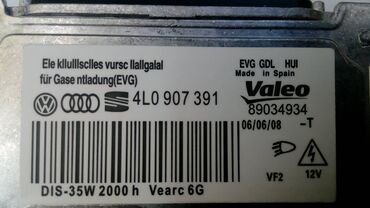 EVG GDL HUI
für Gasentladung(EVG)
Made in Spain
4L0 907 391
Valeo
89034934
06/06/08 -T
DIS-35W 2000 h
6G
VF2
12V